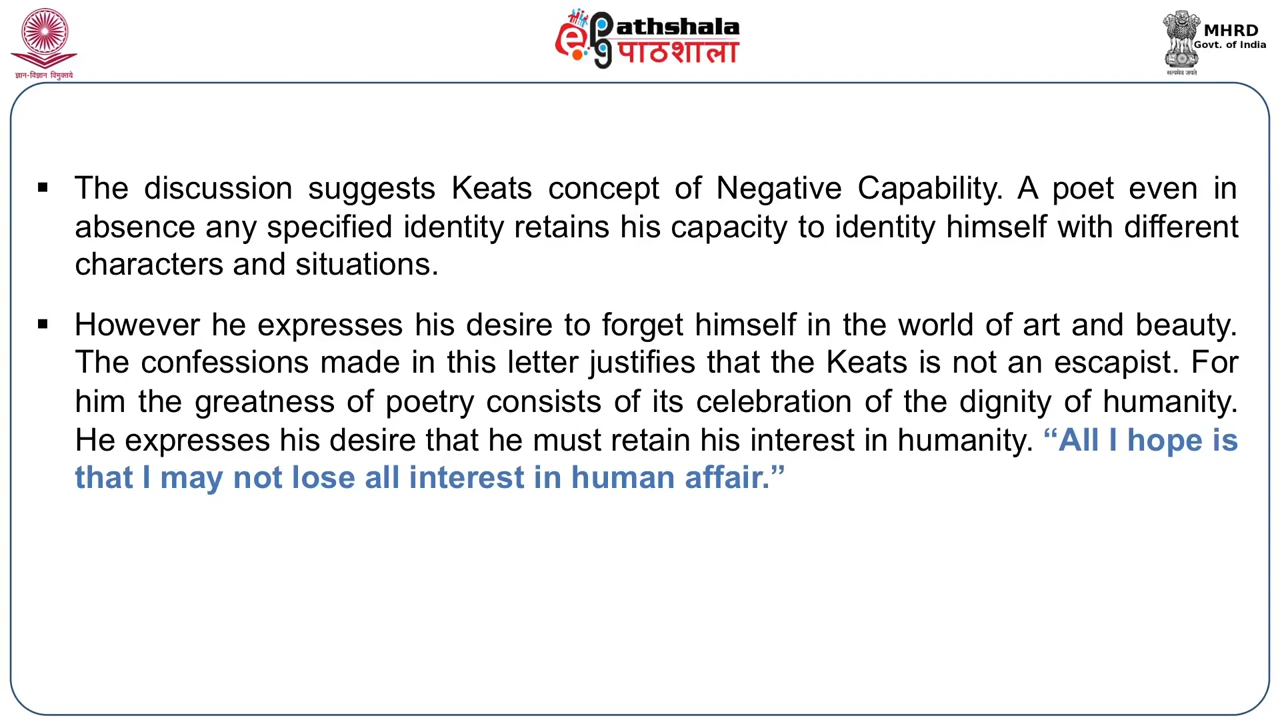 ज्ञान-विज्ञान विमुक्तये
ePathshala
पाठशाला
MHRD
Govt. of India
सत्यमेव जयते
▪ The discussion suggests Keats concept of Negative Capability. A poet even in
absence any specified identity retains his capacity to identity himself with different
characters and situations.
▪ However he expresses his desire to forget himself in the world of art and beauty.
The confessions made in this letter justifies that the Keats is not an escapist. For
him the greatness of poetry consists of its celebration of the dignity of humanity.
He expresses his desire that he must retain his interest in humanity. “All I hope is
that I may not lose all interest in human affair.”